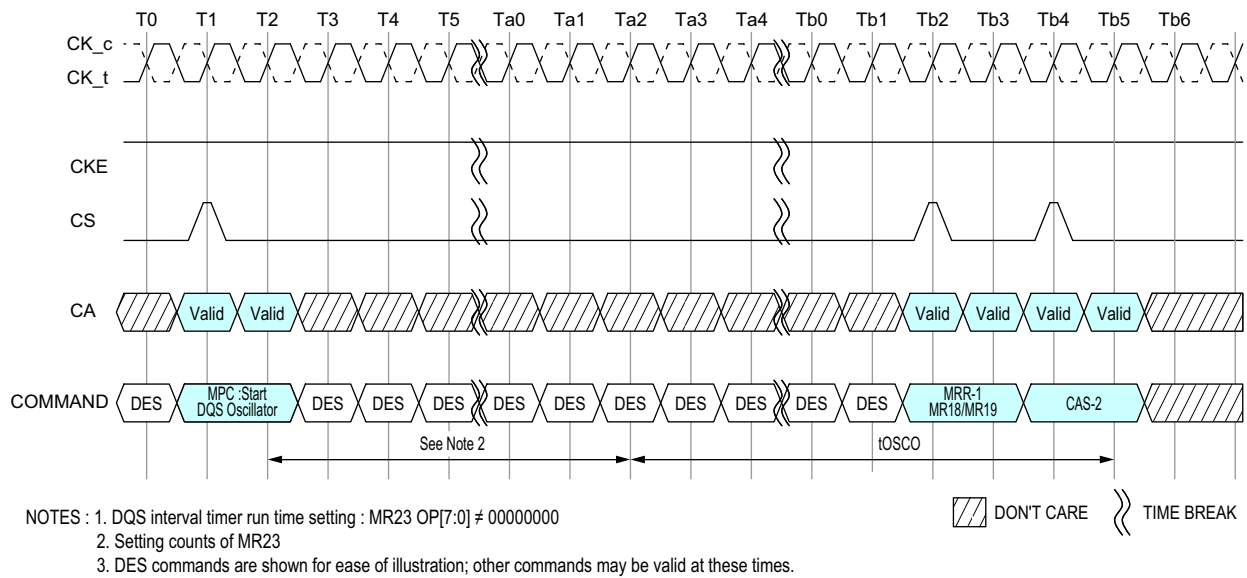 T0 T1 T2 T3 T4 T5 Ta0 Ta1 Ta2 Ta3 Ta4 Tb0 Tb1 Tb2 Tb3 Tb4 Tb5 Tb6
CK_c
CK_t
CKE
CS
CA Valid Valid Valid Valid Valid Valid
COMMAND DES MPC :Start DQS Oscillator DES DES DES DES DES DES DES DES DES DES MRR-1 MR18/MR19 CAS-2
See Note 2 tOSCO
NOTES : 1. DQS interval timer run time setting : MR23 OP[7:0] ≠ 00000000
2. Setting counts of MR23
3. DES commands are shown for ease of illustration; other commands may be valid at these times.
DON'T CARE TIME BREAK